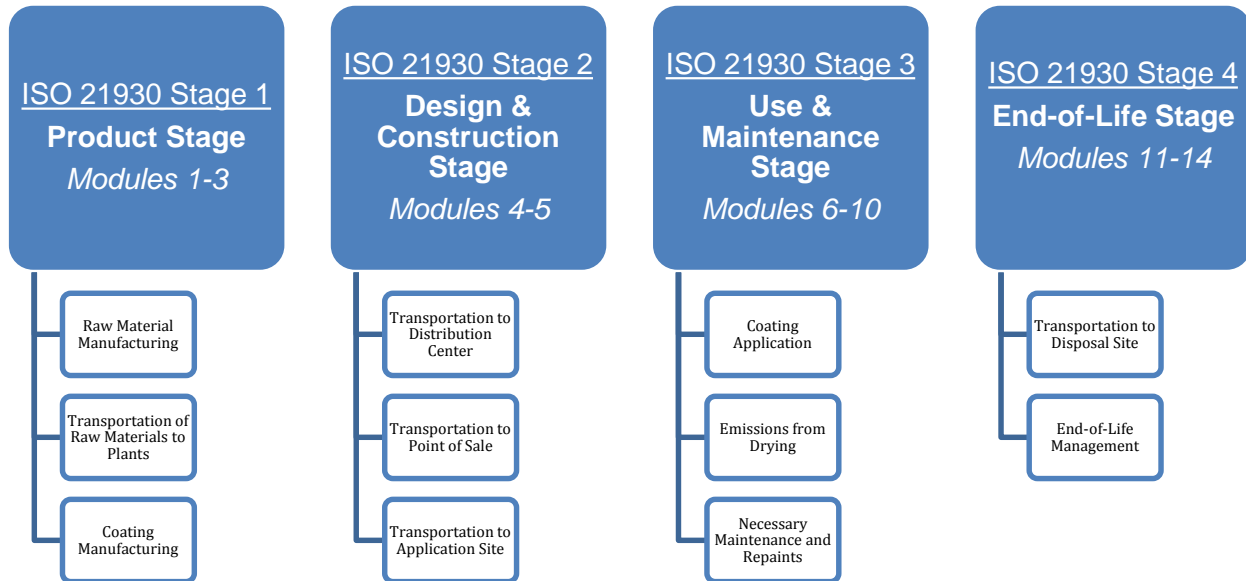 ISO 21930 Stage 1
Product Stage
Modules 1-3
Raw Material
Manufacturing
Transportation of
Raw Materials to
Plants
Coating
Manufacturing
ISO 21930 Stage 2
Design &
Construction
Stage
Modules 4-5
Transportation to
Distribution
Center
Transportation to
Point of Sale
Transportation to
Application Site
ISO 21930 Stage 3
Use &
Maintenance
Stage
Modules 6-10
Coating
Application
Emissions from
Drying
Necessary
Maintenance and
Repaints
ISO 21930 Stage 4
End-of-Life Stage
Modules 11-14
Transportation to
Disposal Site
End-of-Life
Management